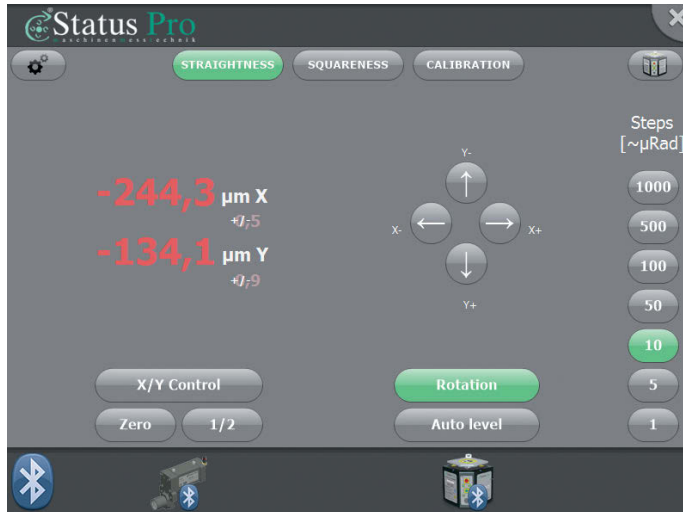 Status Pro
Maschinenmesstechnik
STRAIGHTNESS SQUARENESS CALIBRATION
Steps
[~µRad]
Y-
-244,3 µm X
1000
X- X+
500
-134,1 µm Y
100
Y+
50
10
X/Y Control Rotation 5
Zero 1/2 Auto level 1